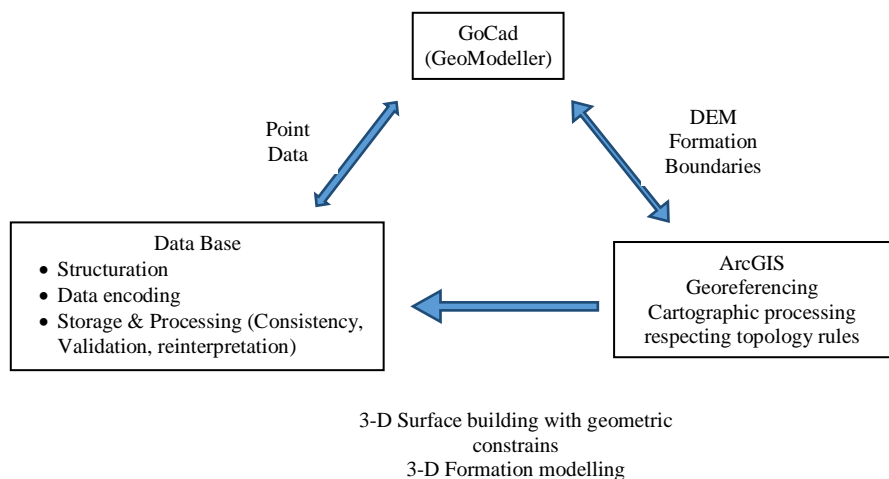 GoCad
(GeoModeller)
Point
Data
DEM
Formation
Boundaries
Data Base
• Structuration
• Data encoding
• Storage & Processing (Consistency,
Validation, reinterpretation)
ArcGIS
Georeferencing
Cartographic processing
respecting topology rules
3-D Surface building with geometric
constrains
3-D Formation modelling